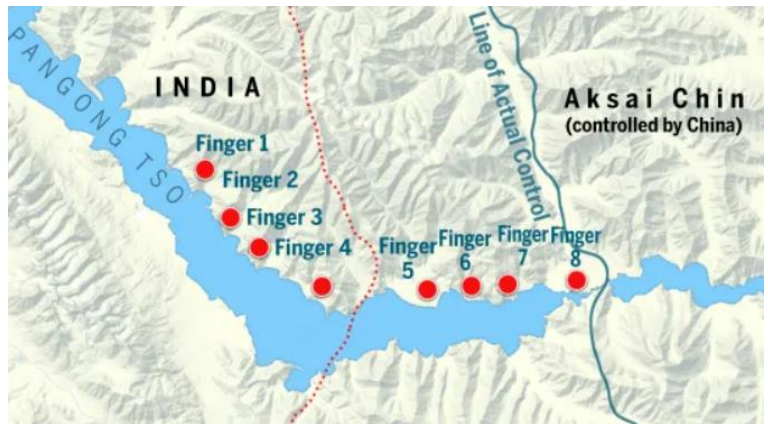 PANGONG TSO
INDIA
Line of Actual Control
Aksai Chin
(controlled by China)
Finger 1
Finger 2
Finger 3
Finger 4
Finger
5
Finger
6
Finger
7
Finger
8